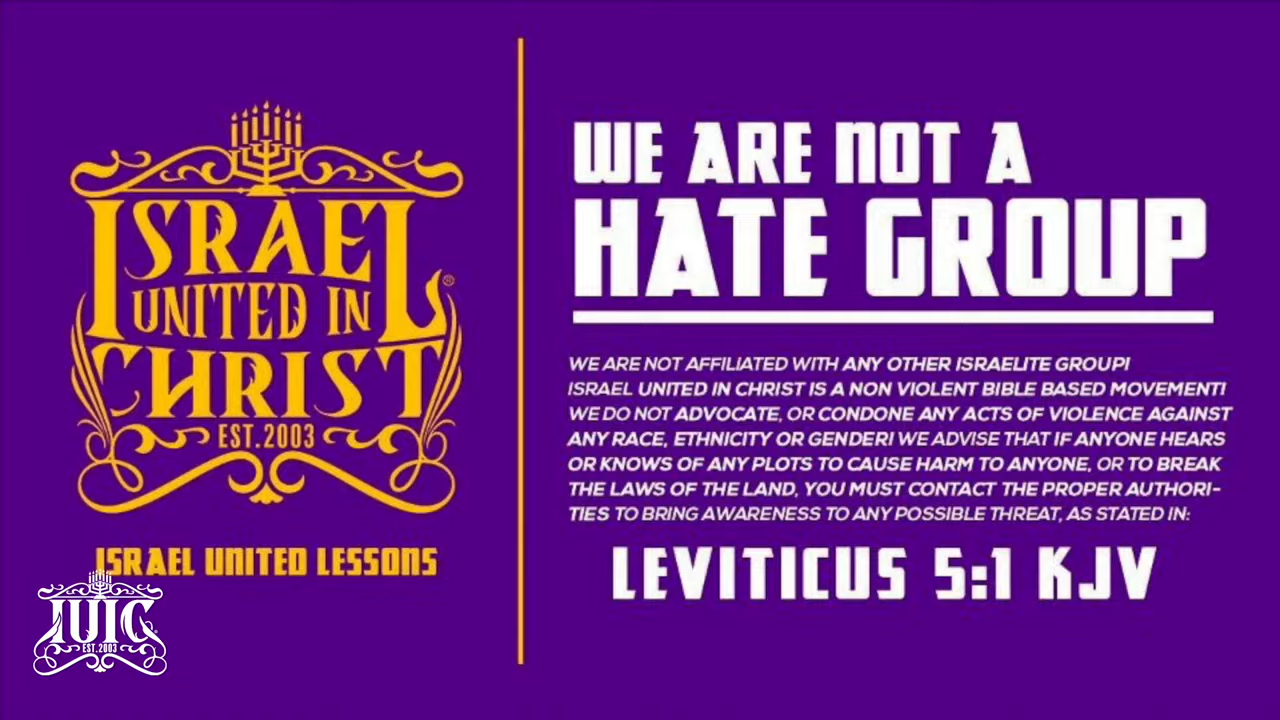 ISRAEL
UNITED IN
CHRIST
®
EST.2003
ISRAEL UNITED LESSONS
IUIC
EST.2003
WE ARE NOT A
HATE GROUP
WE ARE NOT AFFILIATED WITH ANY OTHER ISRAELITE GROUP!
ISRAEL UNITED IN CHRIST IS A NON VIOLENT BIBLE BASED MOVEMENT!
WE DO NOT ADVOCATE, OR CONDONE ANY ACTS OF VIOLENCE AGAINST
ANY RACE, ETHNICITY OR GENDER! WE ADVISE THAT IF ANYONE HEARS
OR KNOWS OF ANY PLOTS TO CAUSE HARM TO ANYONE, OR TO BREAK
THE LAWS OF THE LAND, YOU MUST CONTACT THE PROPER AUTHORI-
TIES TO BRING AWARENESS TO ANY POSSIBLE THREAT, AS STATED IN:
LEVITICUS 5:1 KJV